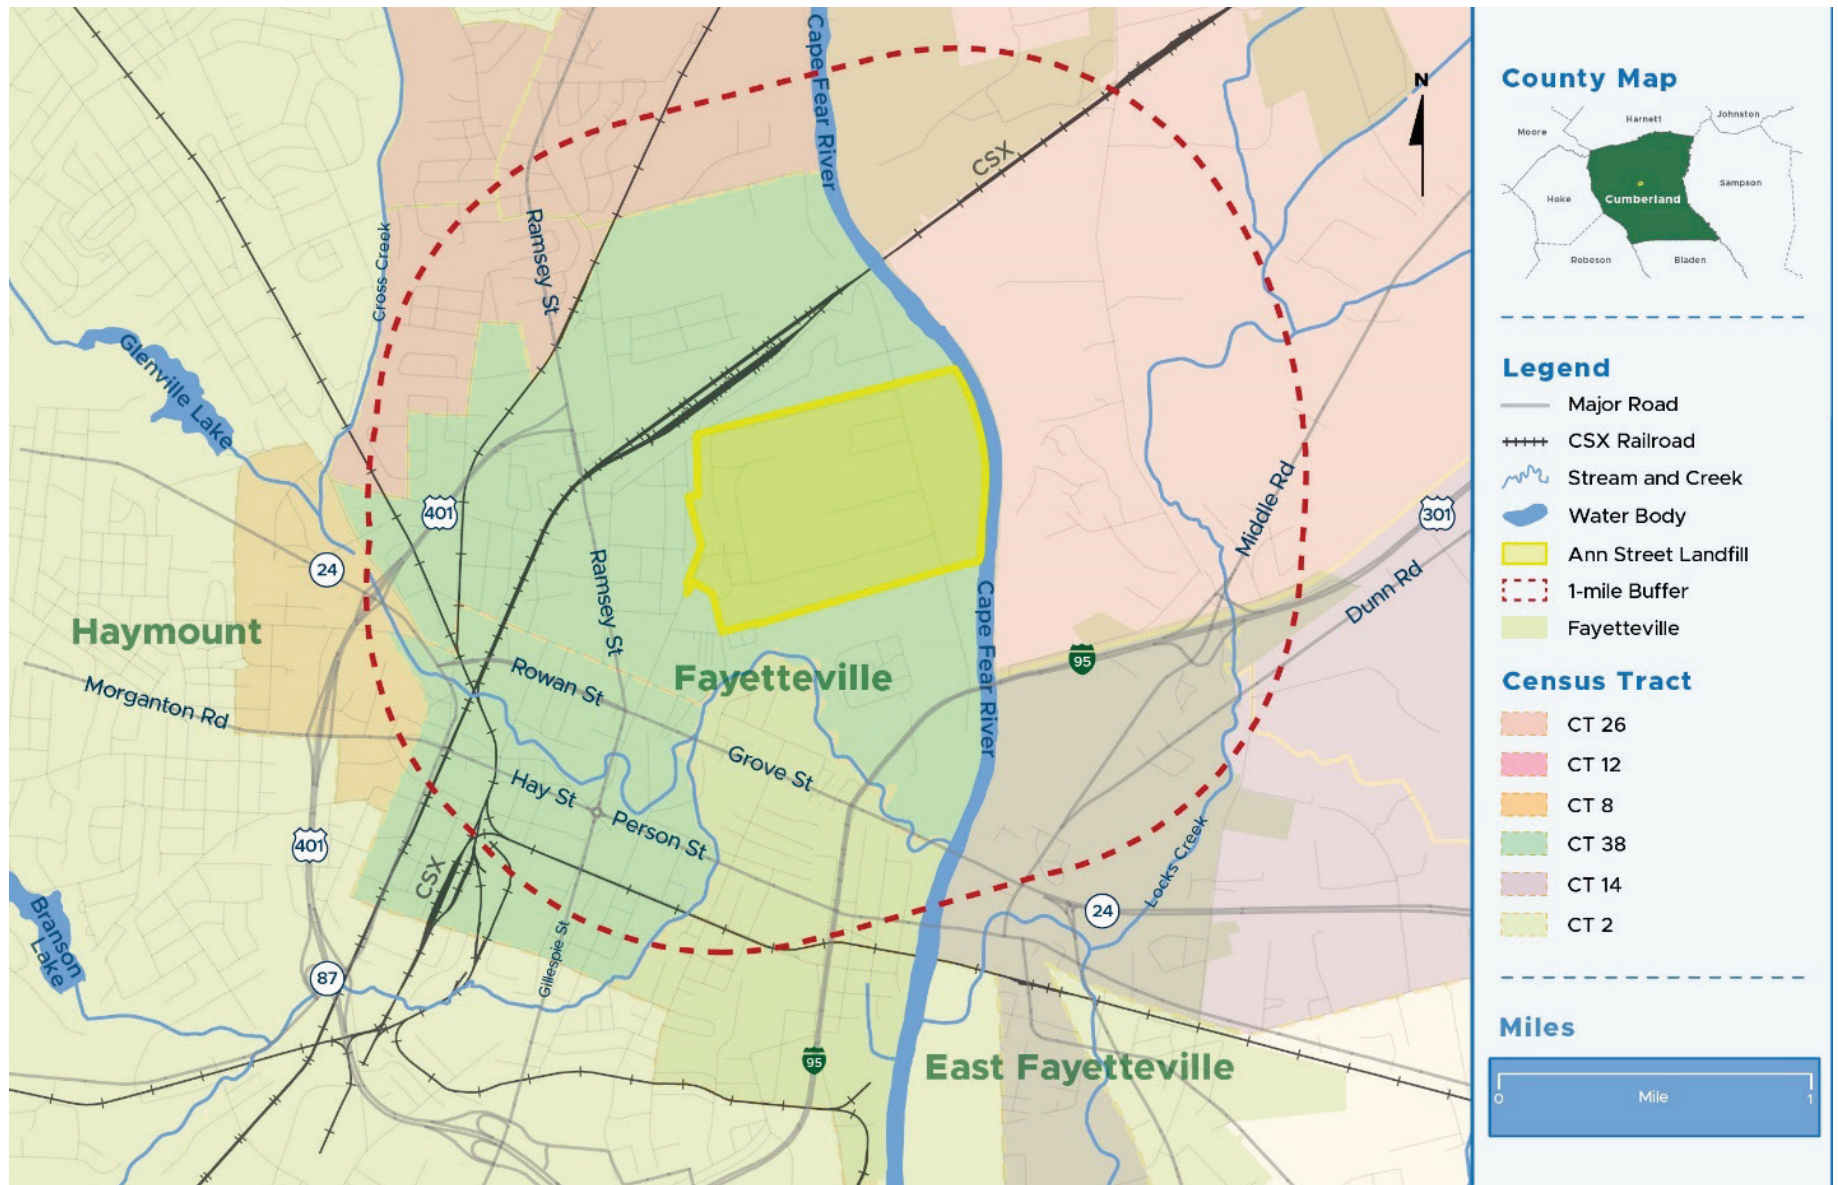 Cape Fear River
CSX
N
Cross Creek
Ramsey St
Glenville Lake
401
24
Middle Rd
301
Ramsey St
Dunn Rd
Haymount
Cape Fear River
95
Rowan St
Fayetteville
Morganton Rd
Grove St
Hay St
Person St
401
CSX
Locks Creek
24
Branson
Lake
Gillespie St
87
95
East Fayetteville
County Map
Moore
Harnett
Johnston
Hoke
Cumberland
Sampson
Robeson
Bladen
Legend
Major Road
CSX Railroad
Stream and Creek
Water Body
Ann Street Landfill
1-mile Buffer
Fayetteville
Census Tract
CT 26
CT 12
CT 8
CT 38
CT 14
CT 2
Miles
0 Mile 1